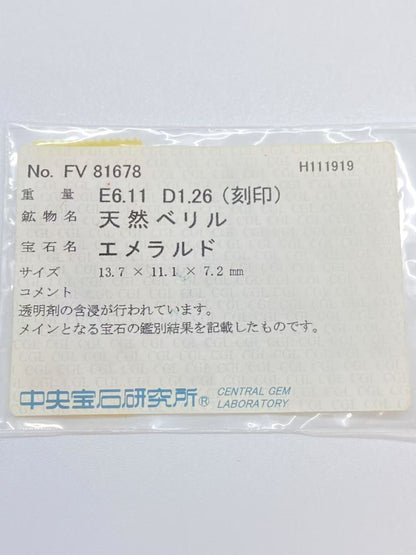 No. FV 81678 H111919
重量 E6.11 D1.26 (刻印)
鉱物名 天然ベリル
宝石名 エメラルド
サイズ 13.7 × 11.1 × 7.2 mm
コメント
透明剤の含浸が行われています。
メインとなる宝石の鑑別結果を記載したものです。
中央宝石研究所® CENTRAL GEM
LABORATORY